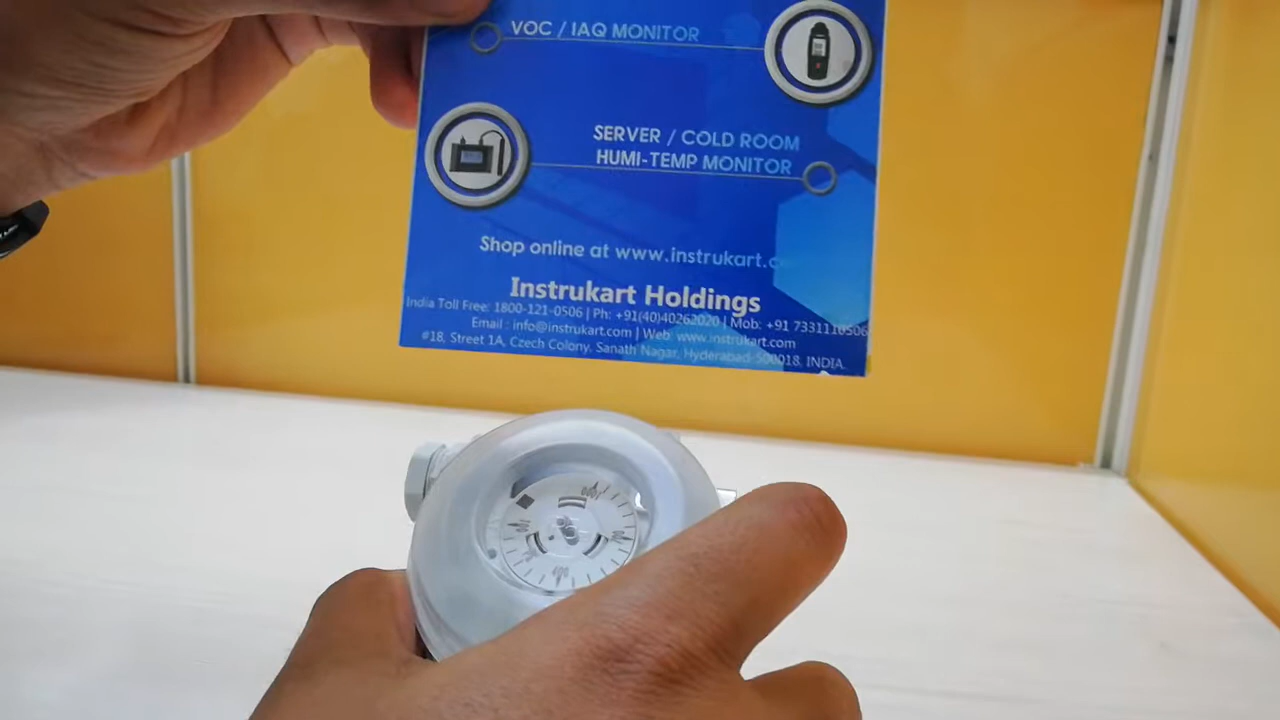 VOC / IAQ MONITOR
SERVER / COLD ROOM
HUMI-TEMP MONITOR
Shop online at www.instrukart.c
Instrukart Holdings
India Toll Free: 1800-121-0506 | Ph: +91(40)40262020 | Mob: +91 7331110506
Email : info@instrukart.com | Web: www.instrukart.com
#18, Street 1A, Czech Colony, Sanath Nagar, Hyderabad-500018, INDIA.